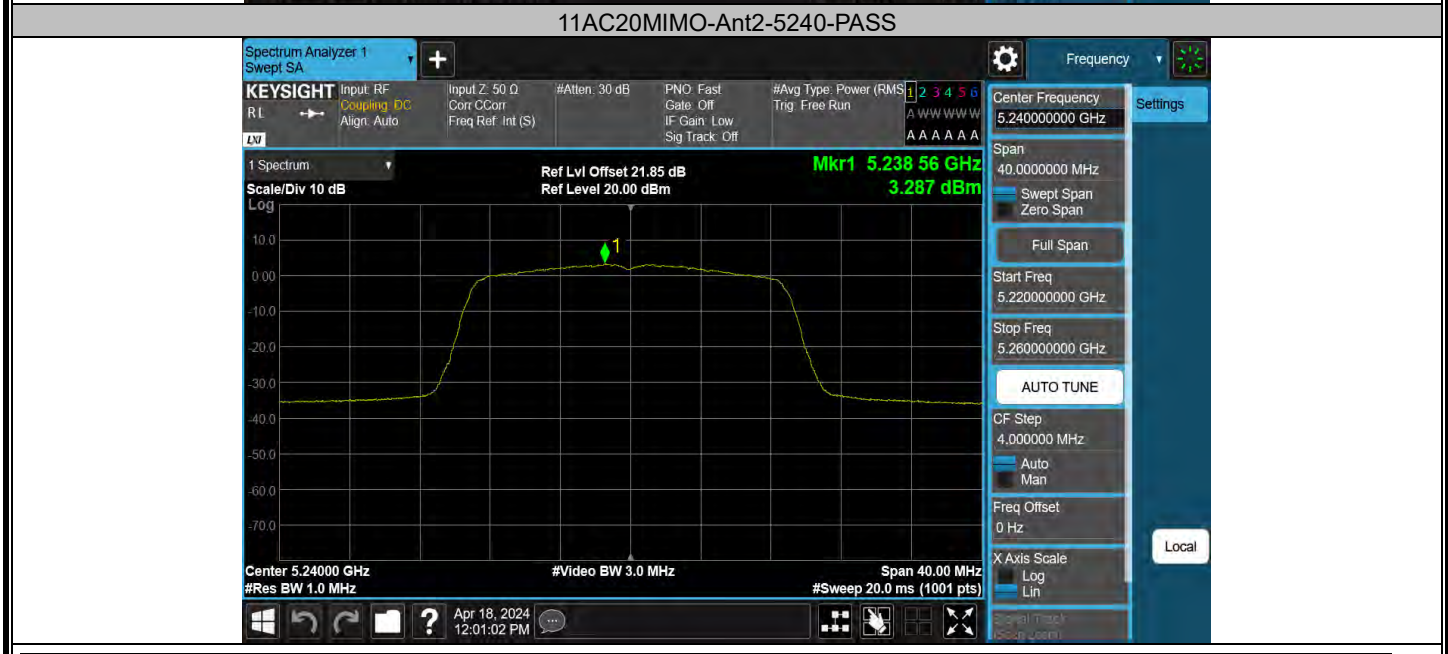 11AC20MIMO-Ant2-5240-PASS
Spectrum Analyzer 1
Swept SA
+
Frequency
KEYSIGHT
RL
LXI
Input: RF
Coupling: DC
Align: Auto
Input Z: 50 Ω
Corr CCorr
Freq Ref: Int (S)
#Atten: 30 dB
PNO: Fast
Gate: Off
IF Gain: Low
Sig Track: Off
#Avg Type: Power (RMS
Trig: Free Run
1 2 3 4 5 6
A W W W W W
A A A A A A
Center Frequency
5.240000000 GHz
Settings
Span
40.0000000 MHz
Swept Span
Zero Span
Full Span
Start Freq
5.220000000 GHz
Stop Freq
5.260000000 GHz
AUTO TUNE
CF Step
4.000000 MHz
Auto
Man
Freq Offset
0 Hz
X Axis Scale
Log
Lin
Local
1 Spectrum
Scale/Div 10 dB
Log
Ref Lvl Offset 21.85 dB
Ref Level 20.00 dBm
Mkr1 5.238 56 GHz
3.287 dBm
1
10.0
0.00
-10.0
-20.0
-30.0
-40.0
-50.0
-60.0
-70.0
Center 5.24000 GHz
#Res BW 1.0 MHz
#Video BW 3.0 MHz
Span 40.00 MHz
#Sweep 20.0 ms (1001 pts)
?
Apr 18, 2024
12:01:02 PM